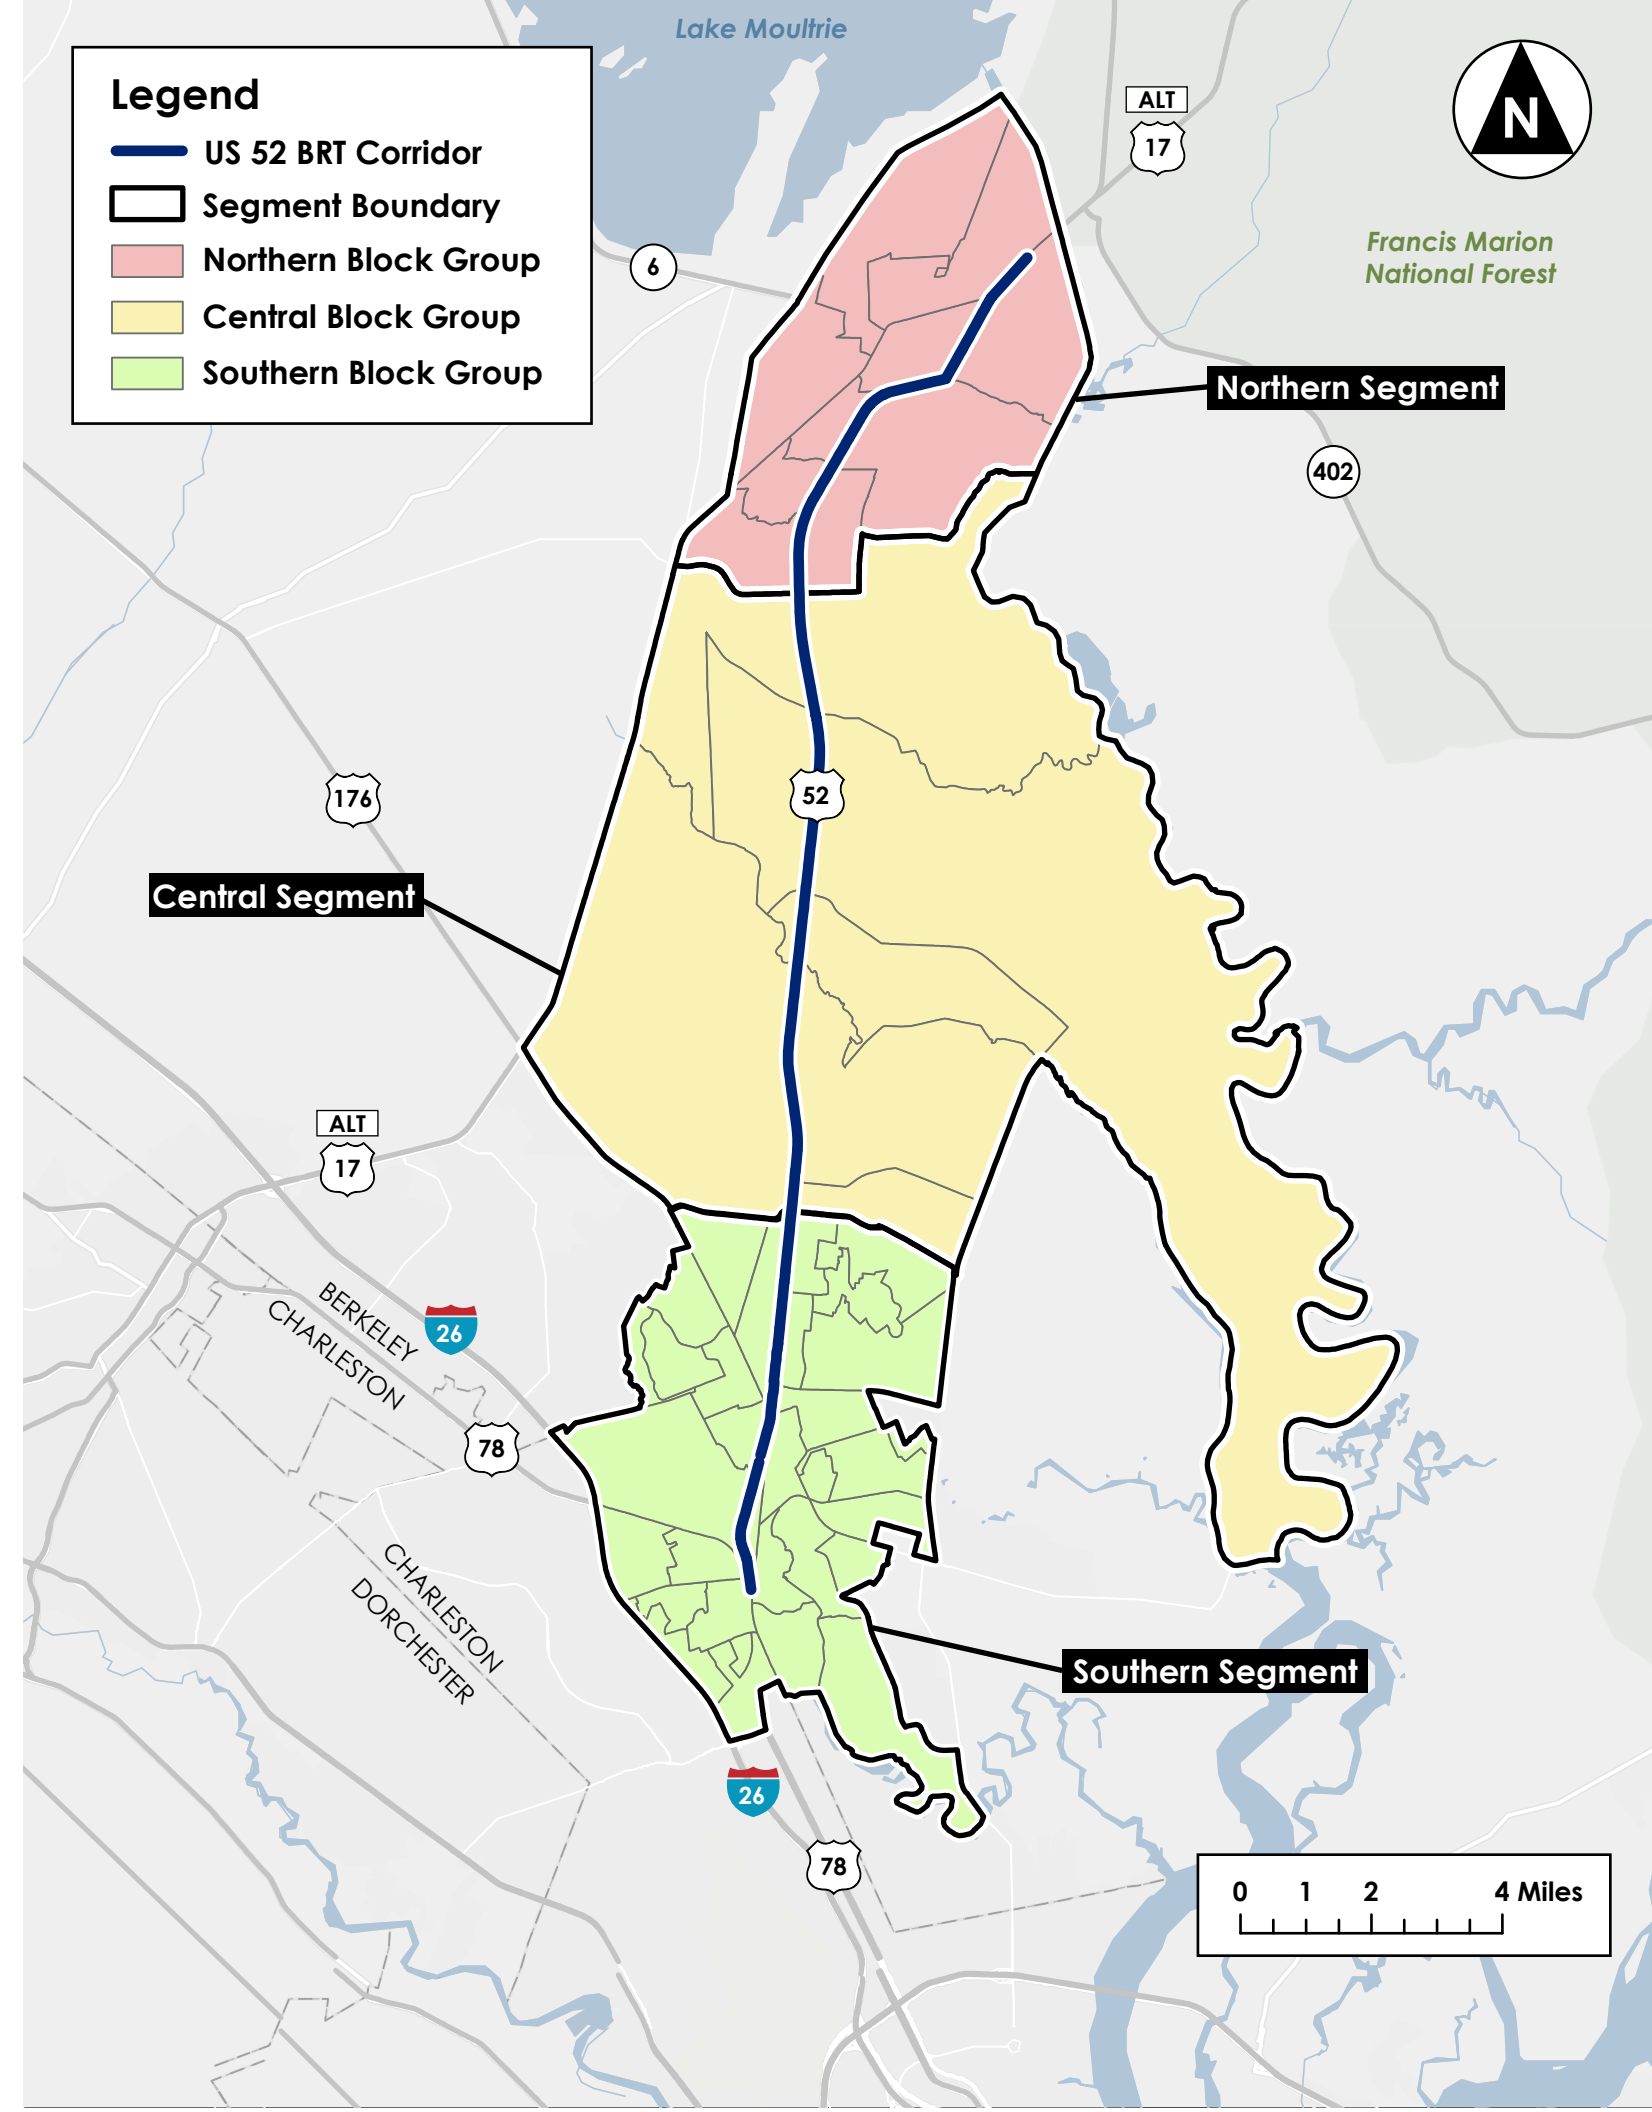 Lake Moultrie
Legend
US 52 BRT Corridor
Segment Boundary
Northern Block Group
Central Block Group
Southern Block Group
ALT
17
N
Francis Marion
National Forest
6
Northern Segment
402
176
52
Central Segment
ALT
17
BERKELEY
CHARLESTON
26
78
CHARLESTON
DORCHESTER
Southern Segment
26
78
0 1 2 4 Miles